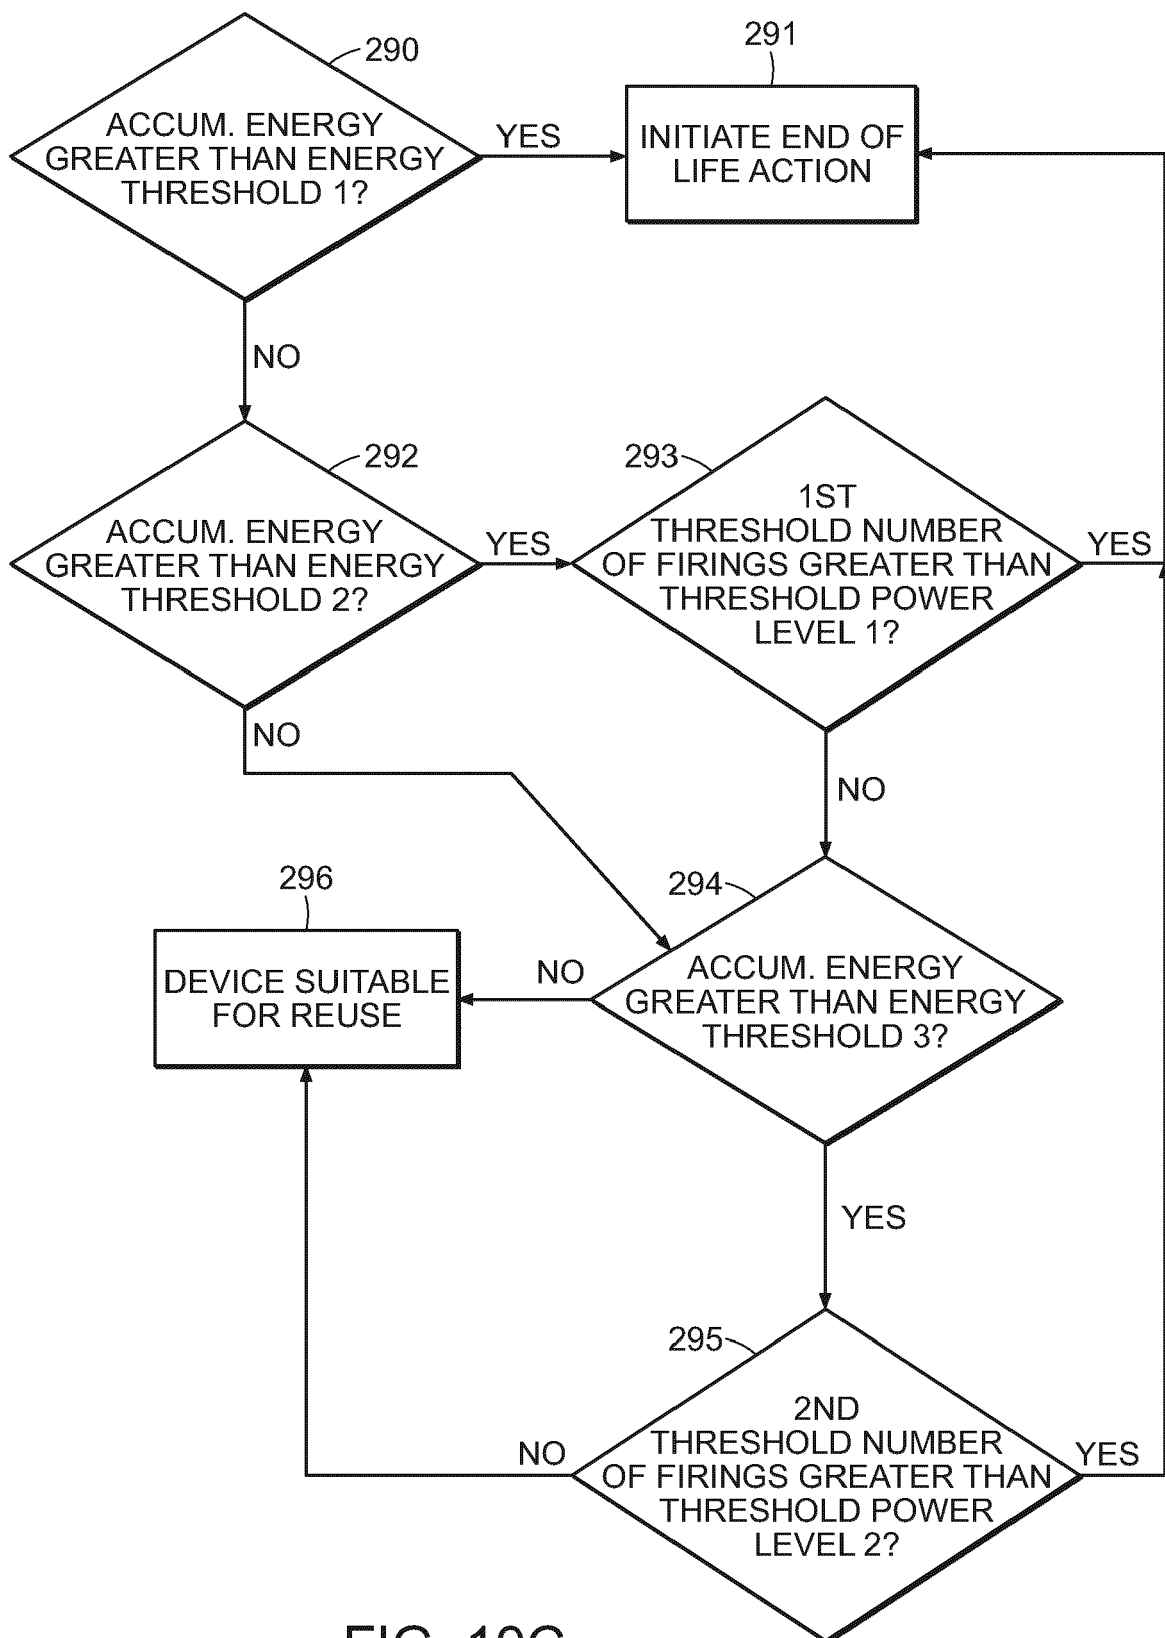 290
ACCUM. ENERGY
GREATER THAN ENERGY
THRESHOLD 1?
YES
291
INITIATE END OF
LIFE ACTION
NO
292
ACCUM. ENERGY
GREATER THAN ENERGY
THRESHOLD 2?
YES
293
1ST
THRESHOLD NUMBER
OF FIRINGS GREATER THAN
THRESHOLD POWER
LEVEL 1?
YES
NO
NO
294
ACCUM. ENERGY
GREATER THAN ENERGY
THRESHOLD 3?
NO
296
DEVICE SUITABLE
FOR REUSE
YES
295
2ND
THRESHOLD NUMBER
OF FIRINGS GREATER THAN
THRESHOLD POWER
LEVEL 2?
NO
YES
FIG.